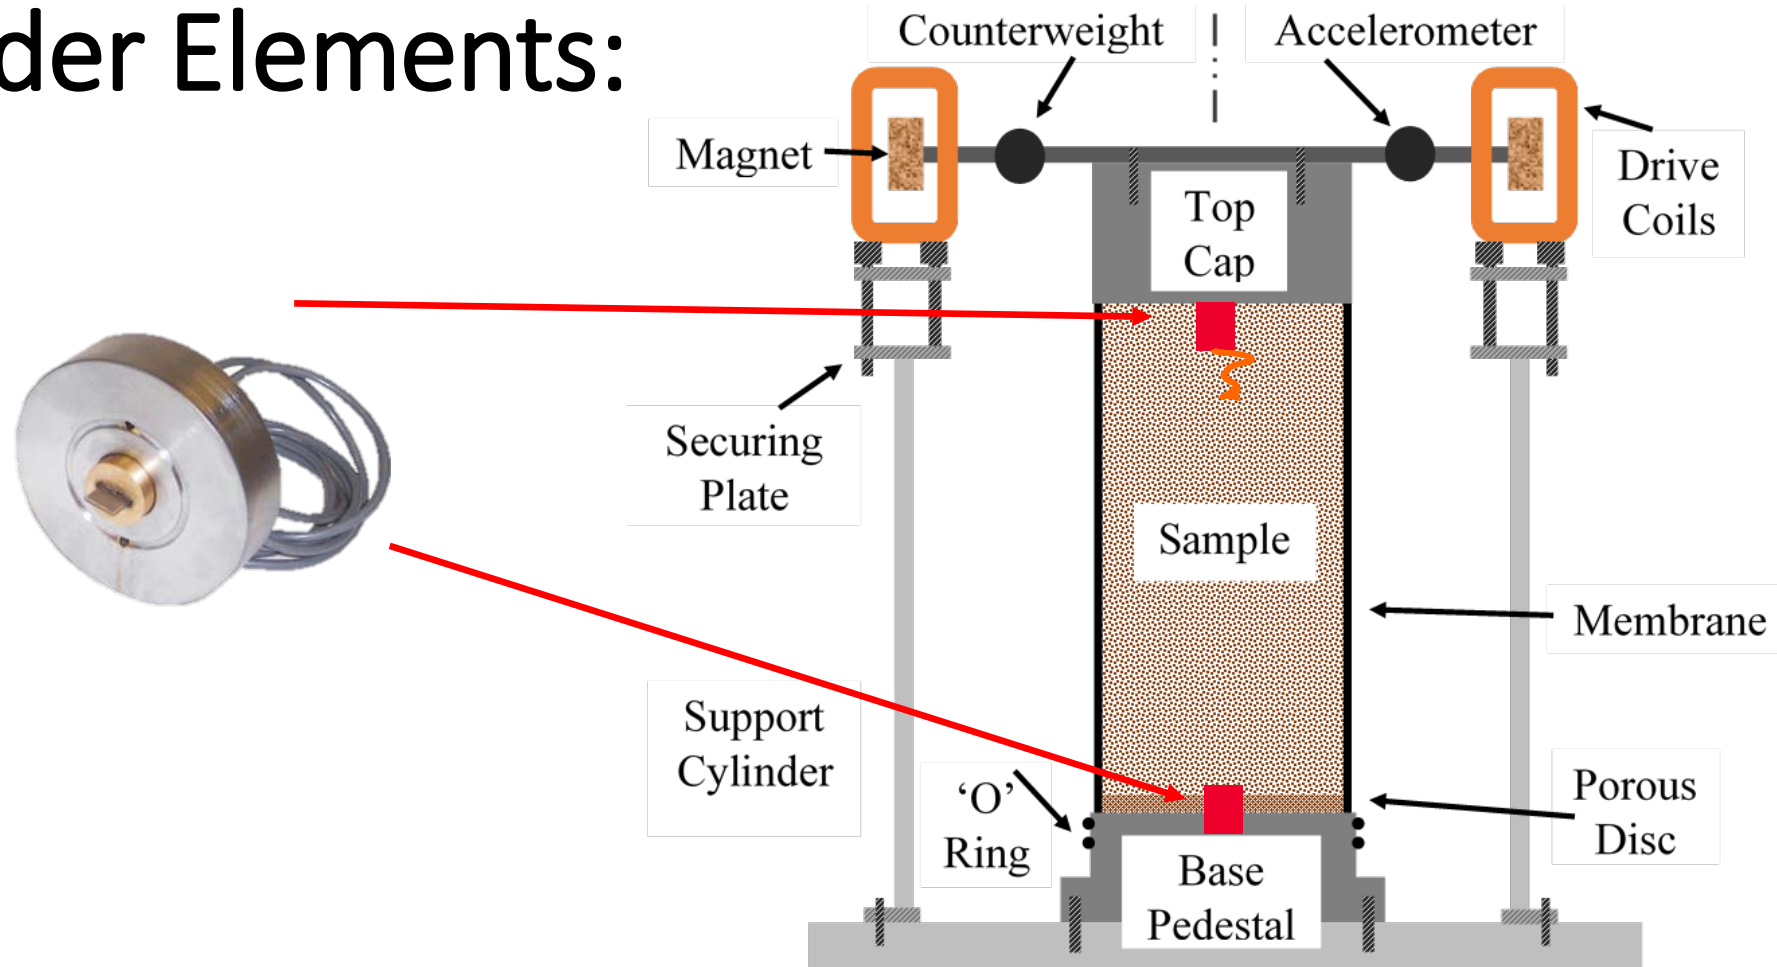 der Elements:
Counterweight
Accelerometer
Magnet
Drive
Coils
Top
Cap
Securing
Plate
Sample
Membrane
Support
Cylinder
‘O’
Ring
Porous
Disc
Base
Pedestal